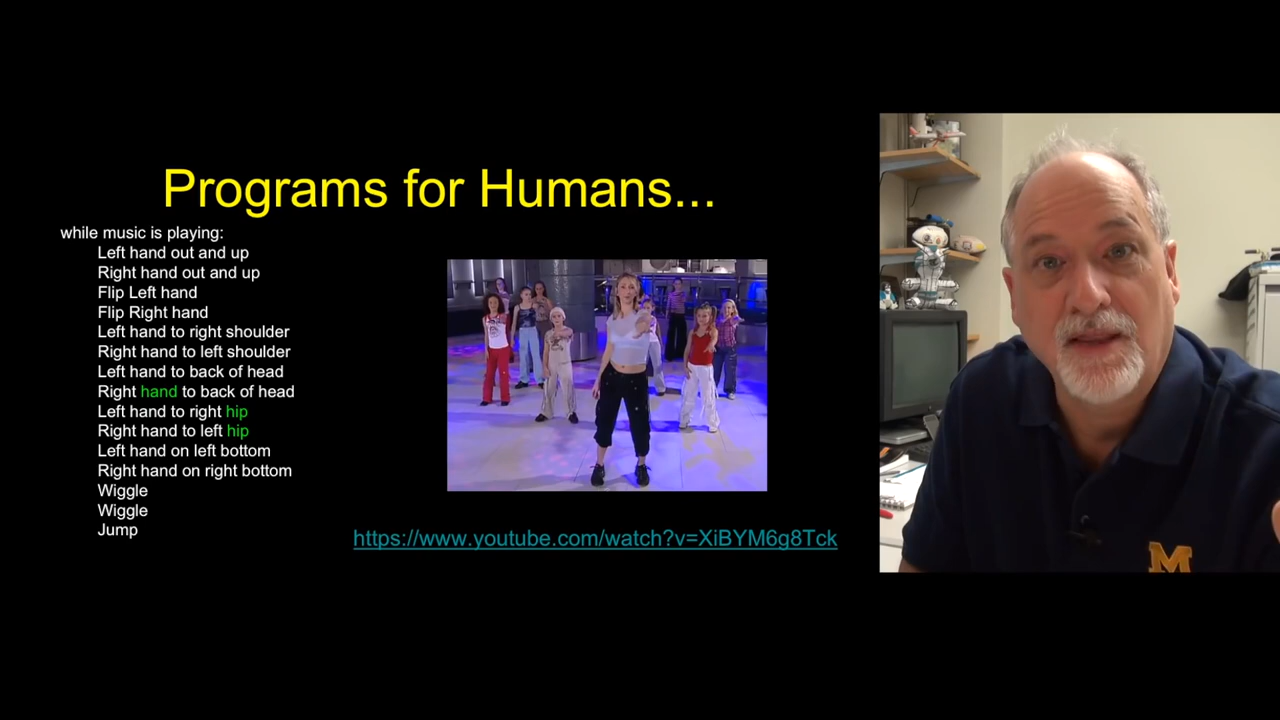 Programs for Humans...
while music is playing:
Left hand out and up
Right hand out and up
Flip Left hand
Flip Right hand
Left hand to right shoulder
Right hand to left shoulder
Left hand to back of head
Right hand to back of head
Left hand to right hip
Right hand to left hip
Left hand on left bottom
Right hand on right bottom
Wiggle
Wiggle
Jump
https://www.youtube.com/watch?v=XiBYM6g8Tck
M